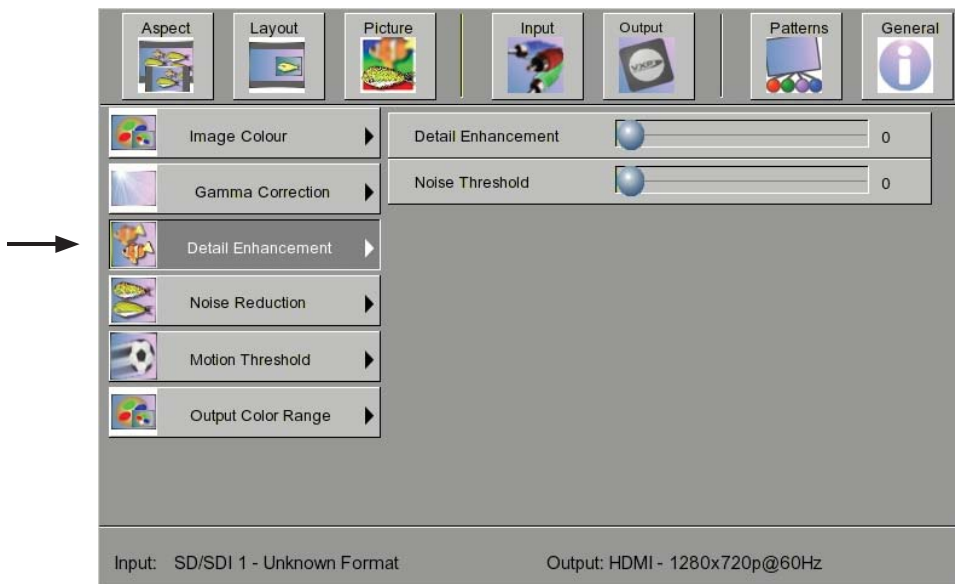 Aspect Layout Picture Input Output Patterns General
VXP
Image Colour
Detail Enhancement 0
Gamma Correction
Noise Threshold 0
Detail Enhancement
Noise Reduction
Motion Threshold
Output Color Range
Input: SD/SDI 1 - Unknown Format Output: HDMI - 1280x720p@60Hz